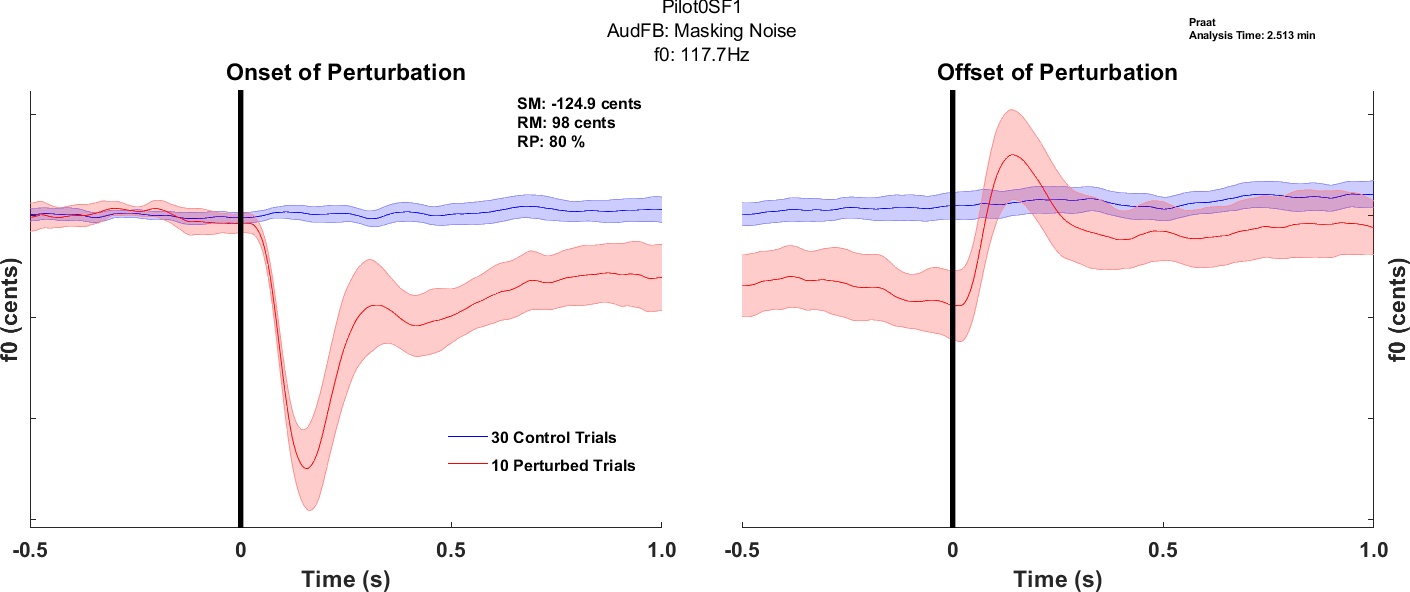 Pilot0SF1
AudFB: Masking Noise
f0: 117.7Hz
Praat
Analysis Time: 2.513 min
Onset of Perturbation
Offset of Perturbation
SM: -124.9 cents
RM: 98 cents
RP: 80 %
f0 (cents)
f0 (cents)
30 Control Trials
10 Perturbed Trials
-0.5 0 0.5 1.0
-0.5 0 0.5 1.0
Time (s)
Time (s)